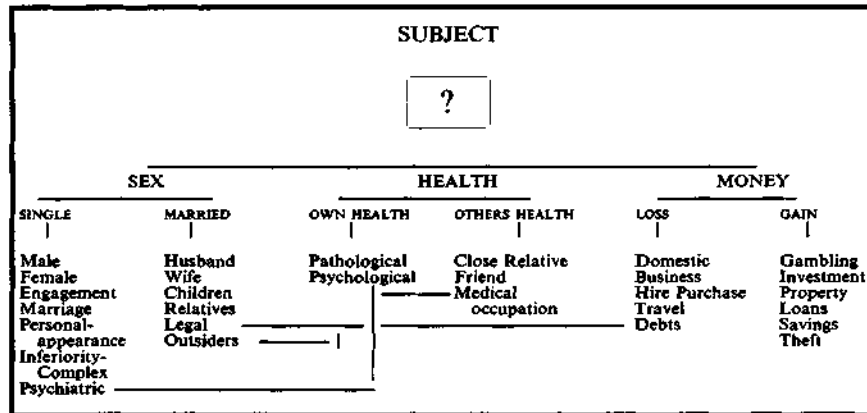 SUBJECT
?
SEX HEALTH MONEY
SINGLE MARRIED OWN HEALTH OTHERS HEALTH LOSS GAIN
Male Husband Pathological Close Relative Domestic Gambling
Female Wife Psychological Friend Business Investment
Engagement Children Medical Hire Purchase Property
Marriage Relatives occupation Travel Loans
Personal- Legal Debts Savings
appearance Outsiders Theft
Inferiority-
Complex
Psychiatric